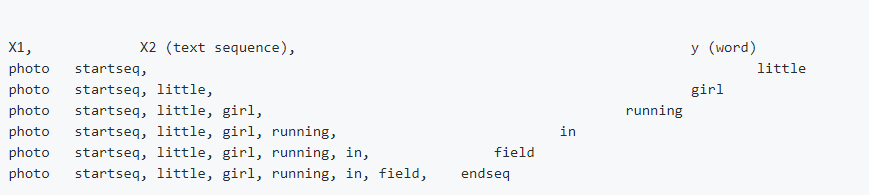 X1, X2 (text sequence), y (word)
photo startseq, little
photo startseq, little, girl
photo startseq, little, girl, running
photo startseq, little, girl, running, in
photo startseq, little, girl, running, in, field
photo startseq, little, girl, running, in, field, endseq